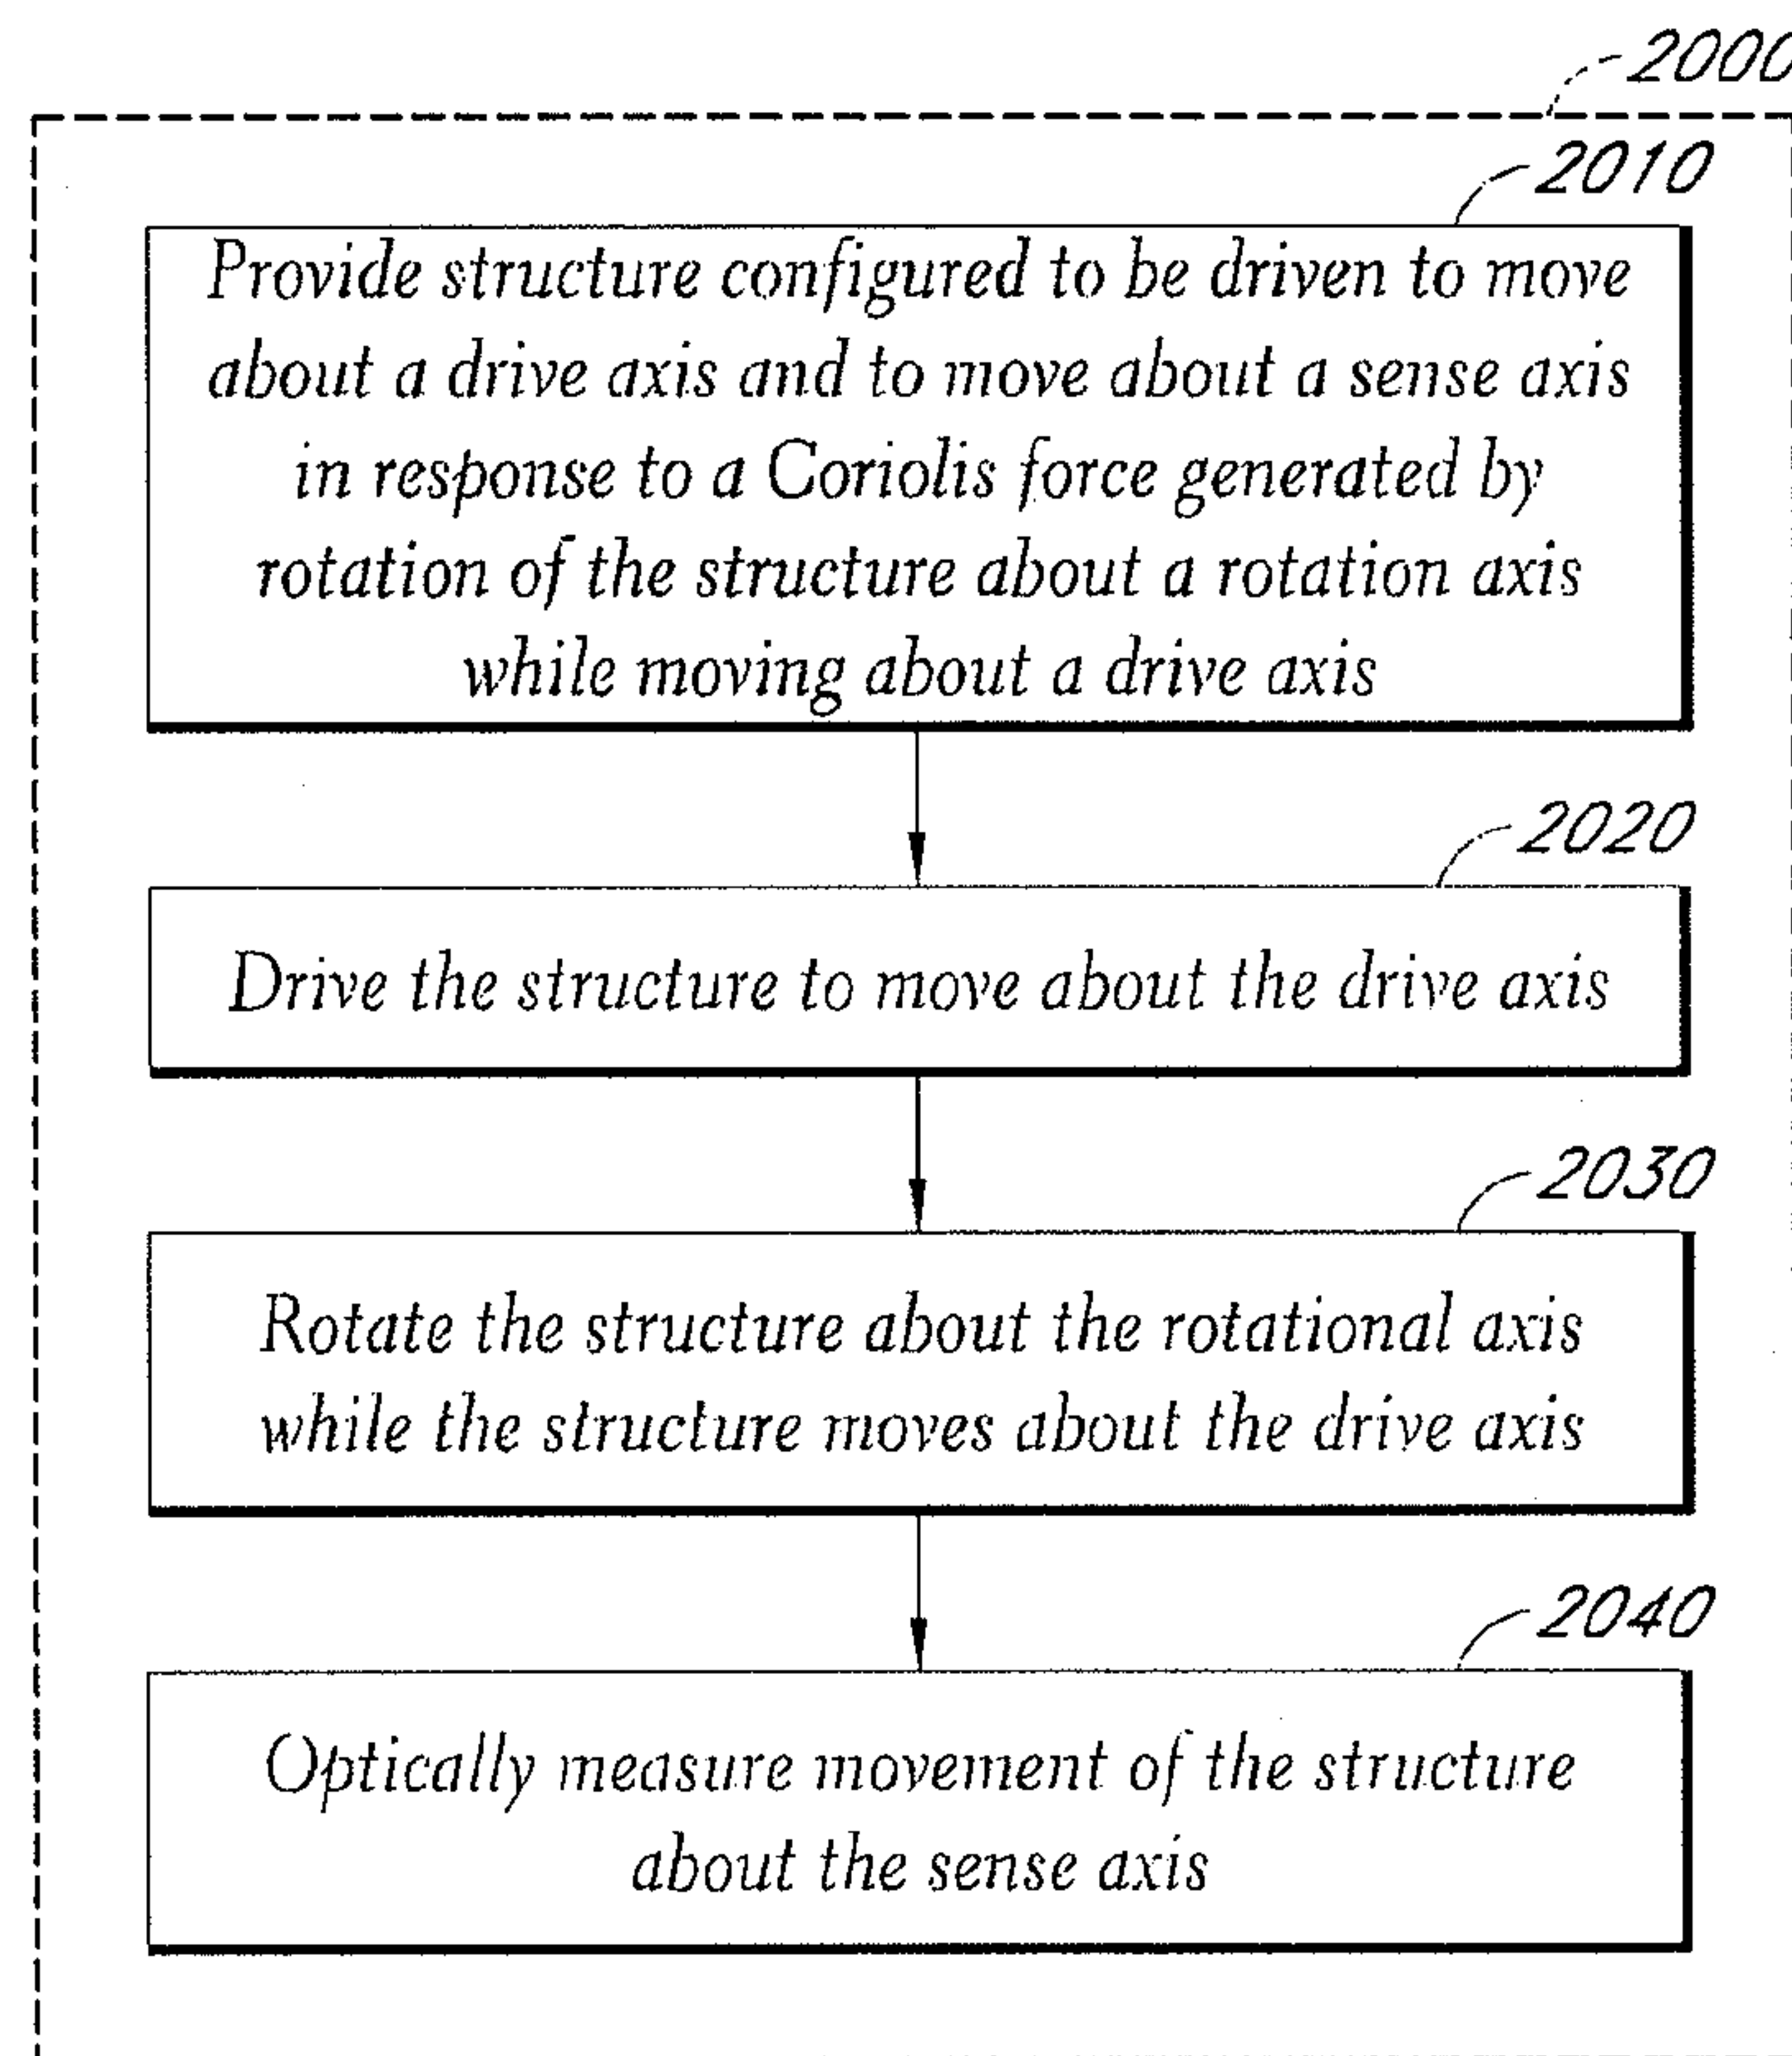 2000
2010
Provide structure configured to be driven to move
about a drive axis and to move about a sense axis
in response to a Coriolis force generated by
rotation of the structure about a rotation axis
while moving about a drive axis
2020
Drive the structure to move about the drive axis
2030
Rotate the structure about the rotational axis
while the structure moves about the drive axis
2040
Optically measure movement of the structure
about the sense axis